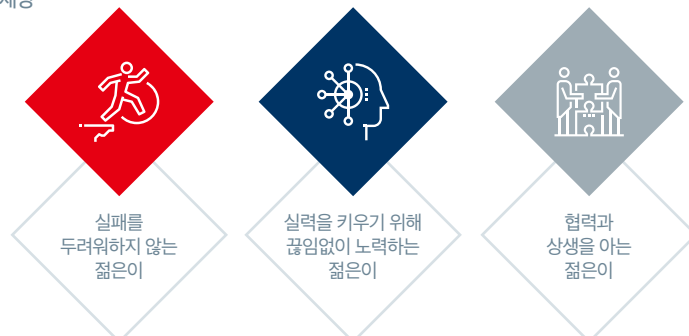 실패를
두려워하지 않는
젊은이
실력을 키우기 위해
끊임없이 노력하는
젊은이
협력과
상생을 아는
젊은이